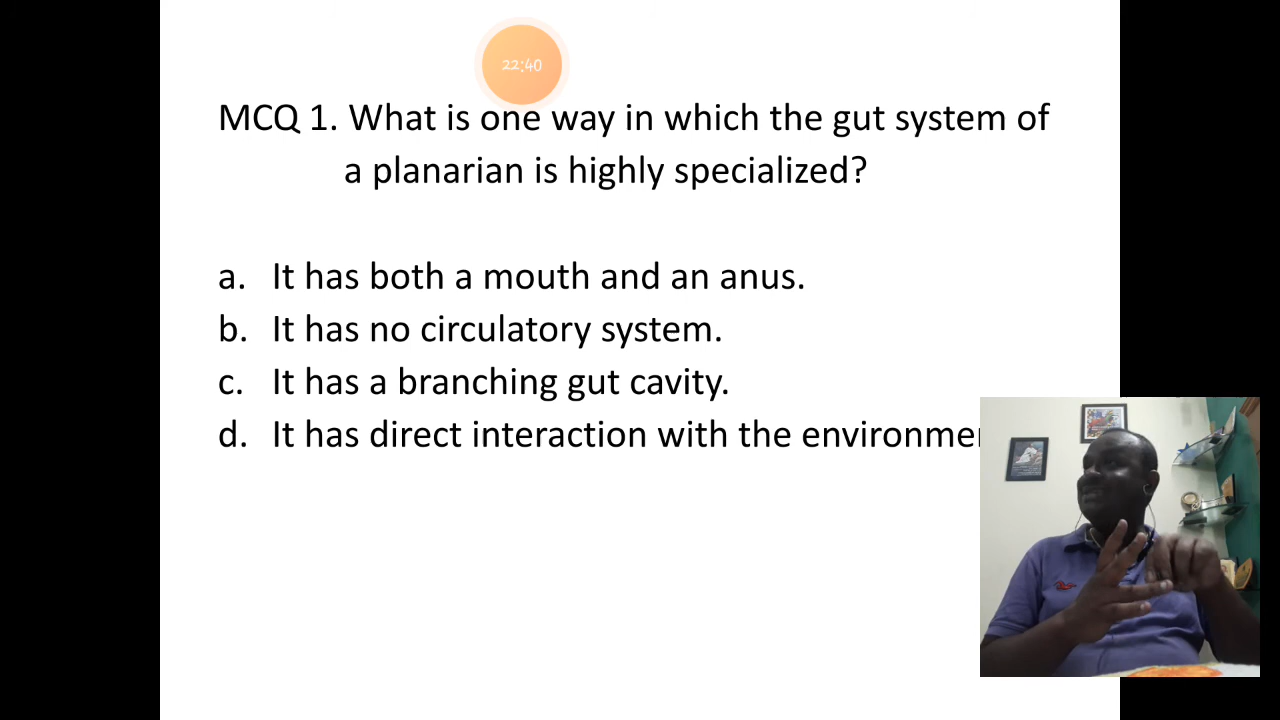 22:40
MCQ 1. What is one way in which the gut system of
a planarian is highly specialized?
a. It has both a mouth and an anus.
b. It has no circulatory system.
c. It has a branching gut cavity.
d. It has direct interaction with the